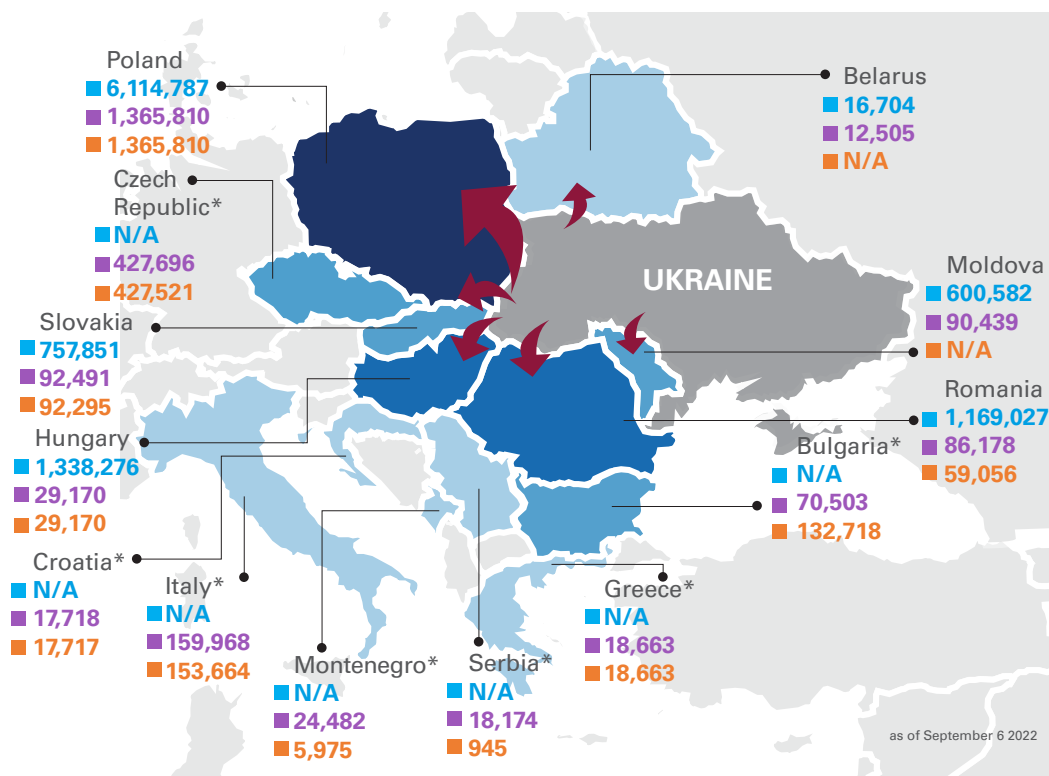 Poland
6,114,787
1,365,810
1,365,810
Belarus
16,704
12,505
N/A
Czech
Republic*
N/A
427,696
427,521
UKRAINE
Moldova
600,582
90,439
N/A
Slovakia
757,851
92,491
92,295
Romania
1,169,027
86,178
59,056
Hungary
1,338,276
29,170
29,170
Bulgaria*
N/A
70,503
132,718
Croatia*
N/A
17,718
17,717
Italy*
N/A
159,968
153,664
Greece*
N/A
18,663
18,663
Montenegro*
N/A
24,482
5,975
Serbia*
N/A
18,174
945
as of September 6 2022